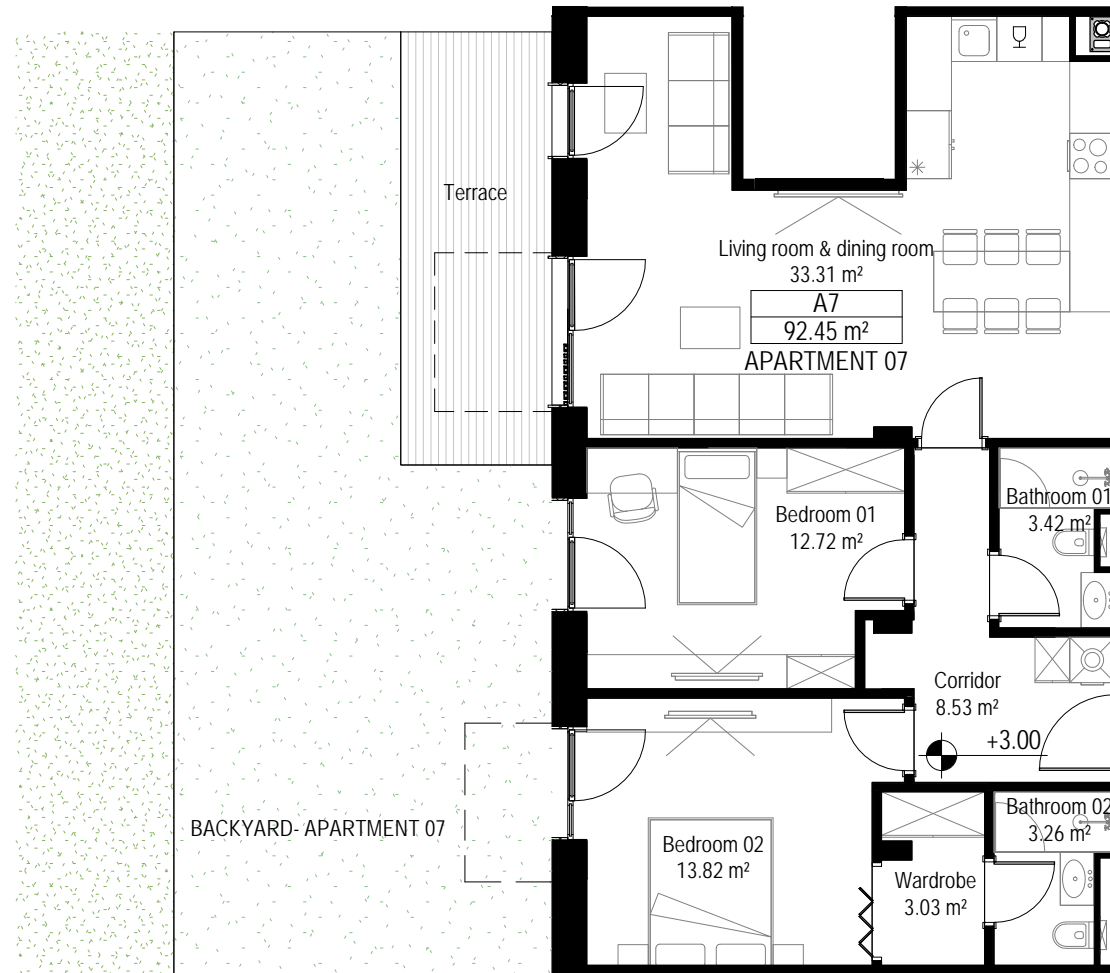 Terrace
Living room & dining room
33.31 m²
A7
92.45 m²
APARTMENT 07
Bedroom 01
12.72 m²
Bathroom 01
3.42 m²
Corridor
8.53 m²
+3.00
BACKYARD- APARTMENT 07
Bedroom 02
13.82 m²
Wardrobe
3.03 m²
Bathroom 02
3.26 m²